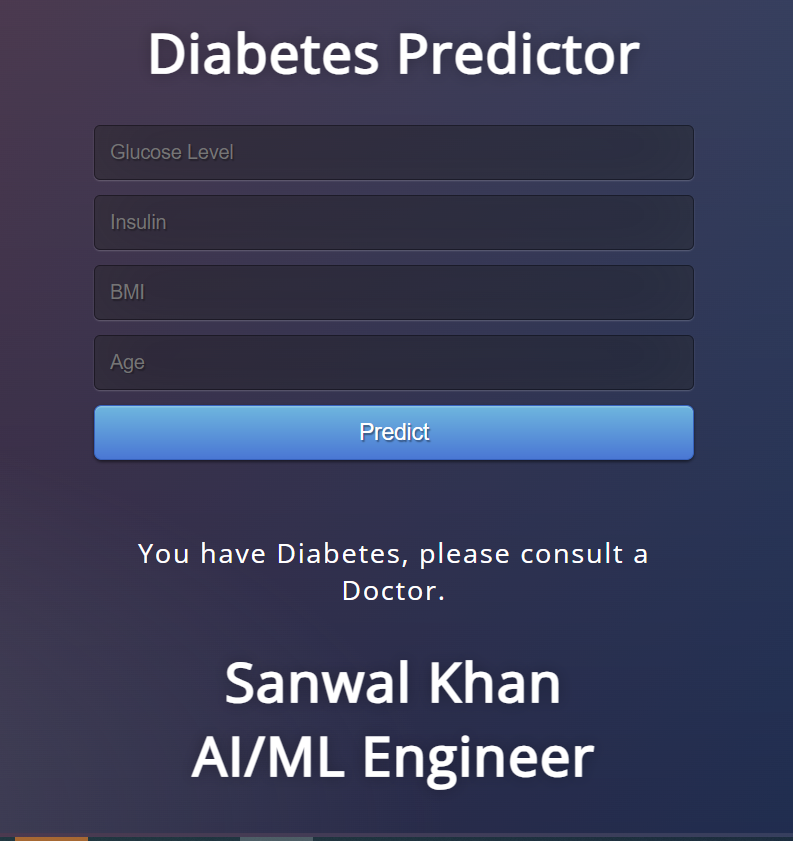 Diabetes Predictor
Glucose Level
Insulin
BMI
Age
Predict
You have Diabetes, please consult a
Doctor.
Sanwal Khan
AI/ML Engineer